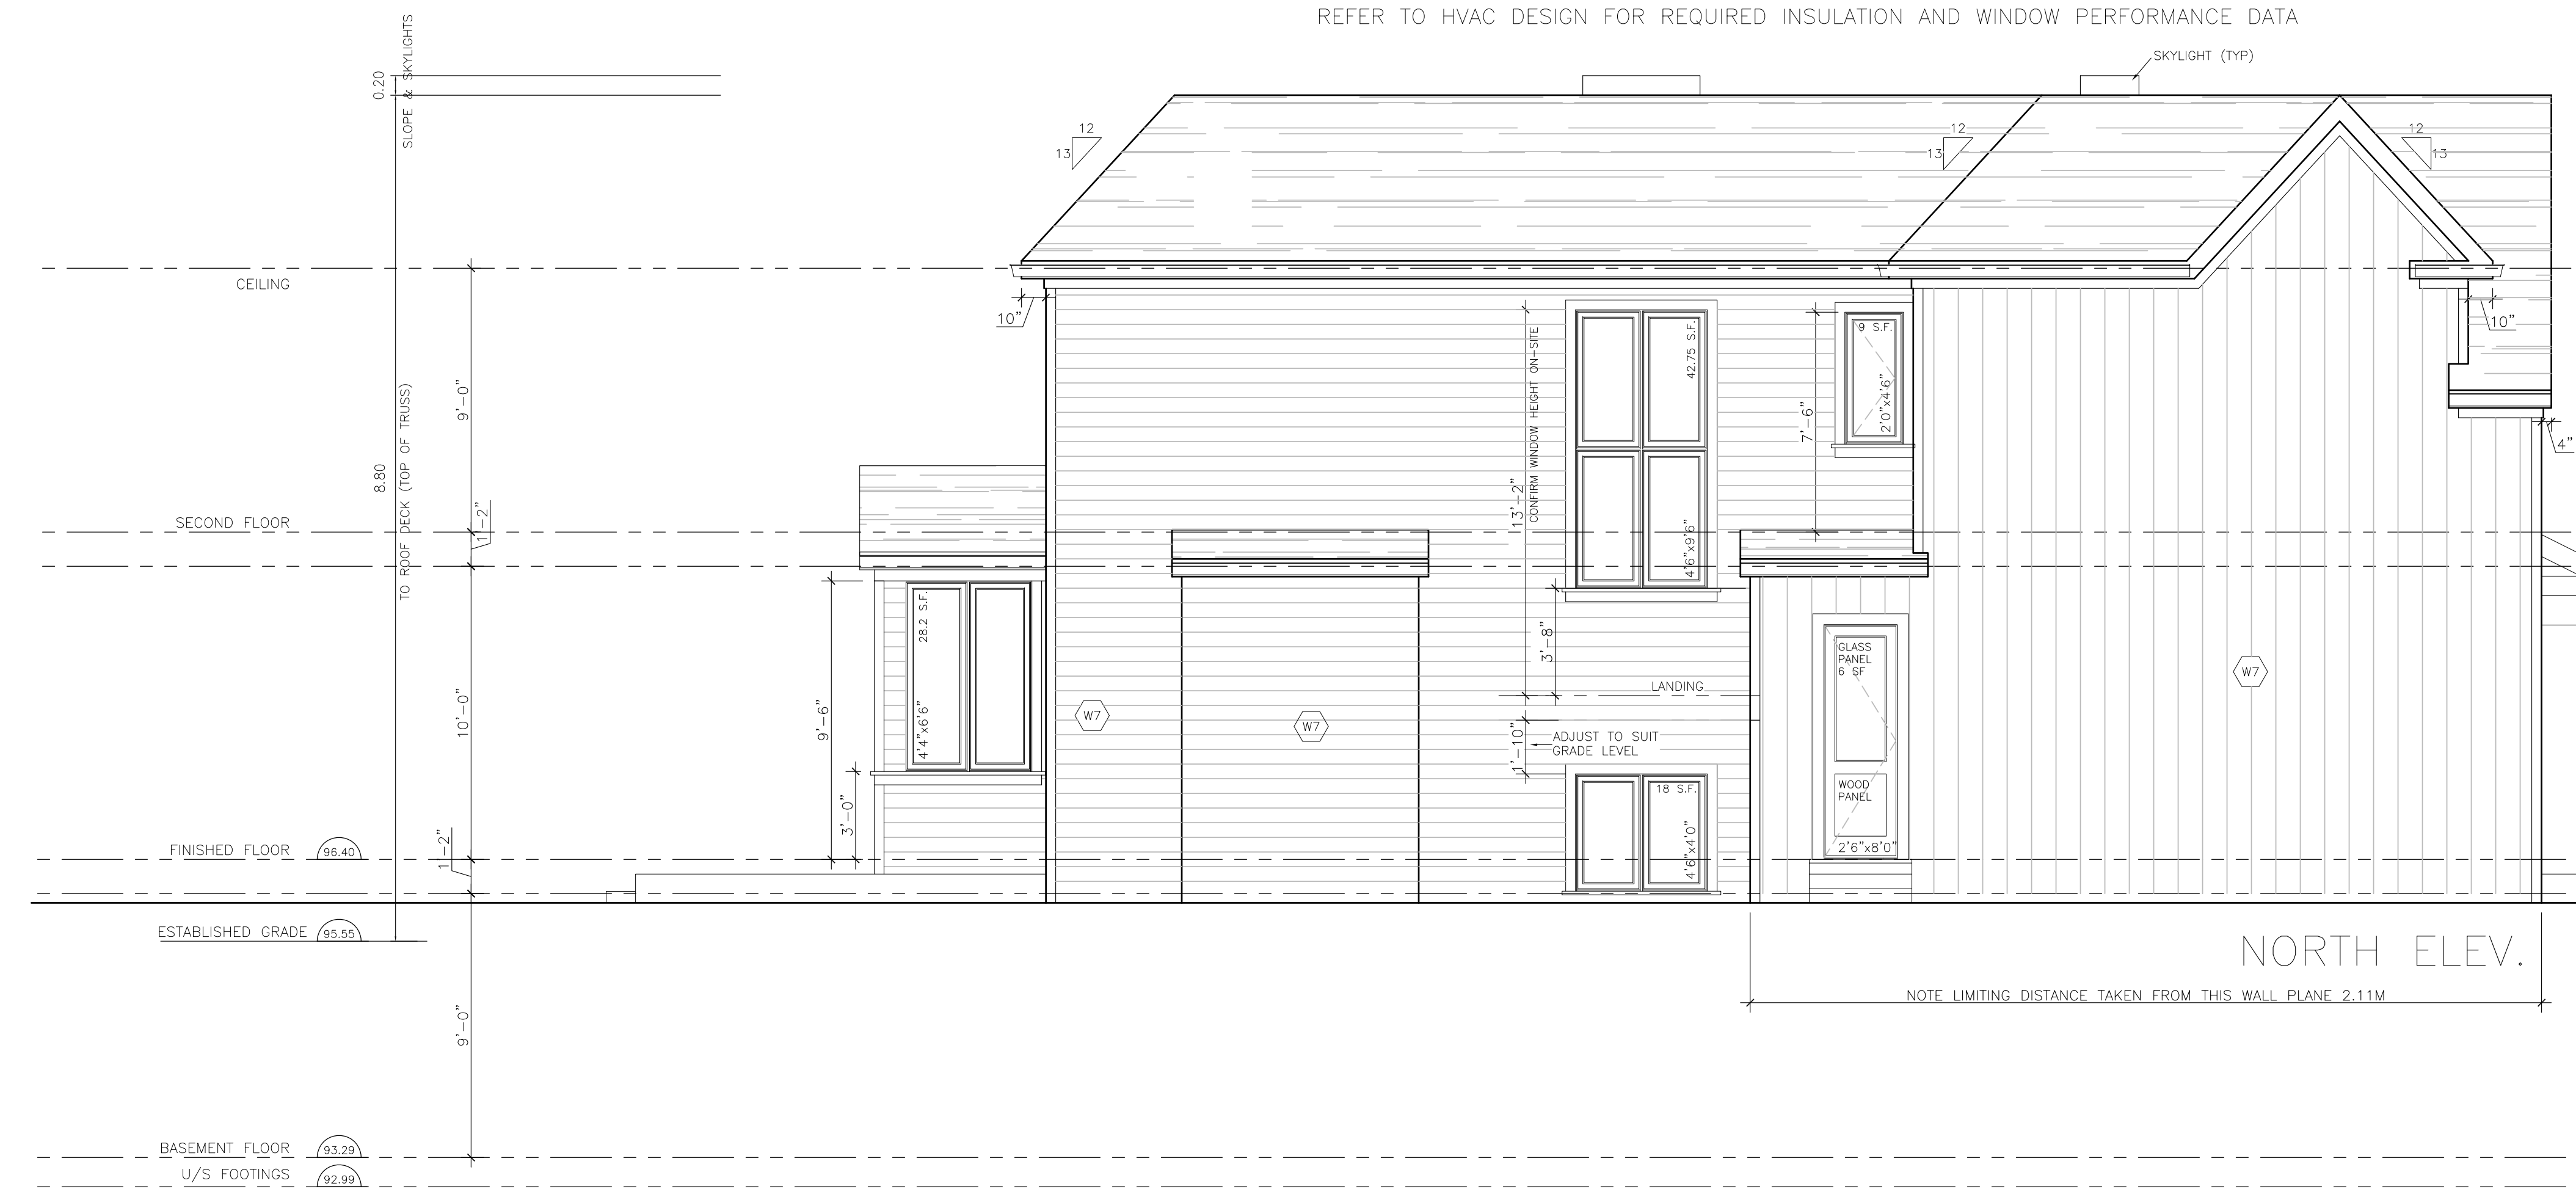 REFER TO HVAC DESIGN FOR REQUIRED INSULATION AND WINDOW PERFORMANCE DATA
SKYLIGHT (TYP)
0.20
SLOPE & SKYLIGHTS
8.80
TO ROOF DECK (TOP OF TRUSS)
12
13
12
13
12
13
CEILING
10"
10"
4"
9'-0"
SECOND FLOOR
1'-2"
10'-0"
FINISHED FLOOR
96.40
1'-2"
ESTABLISHED GRADE
95.55
9'-0"
BASEMENT FLOOR
93.29
U/S FOOTINGS
92.99
9'-6"
3'-0"
28.2 S.F.
4'4"x6'6"
W7
W7
13'-2"
CONFIRM WINDOW HEIGHT ON-SITE
42.75 S.F.
4'6"x9'6"
7'-6"
9 S.F.
2'0"x4'6"
3'-8"
LANDING
1'-10"
ADJUST TO SUIT
GRADE LEVEL
18 S.F.
4'6"x4'0"
GLASS
PANEL
6 SF
WOOD
PANEL
2'6"x8'0"
W7
NORTH ELEV.
NOTE LIMITING DISTANCE TAKEN FROM THIS WALL PLANE 2.11M